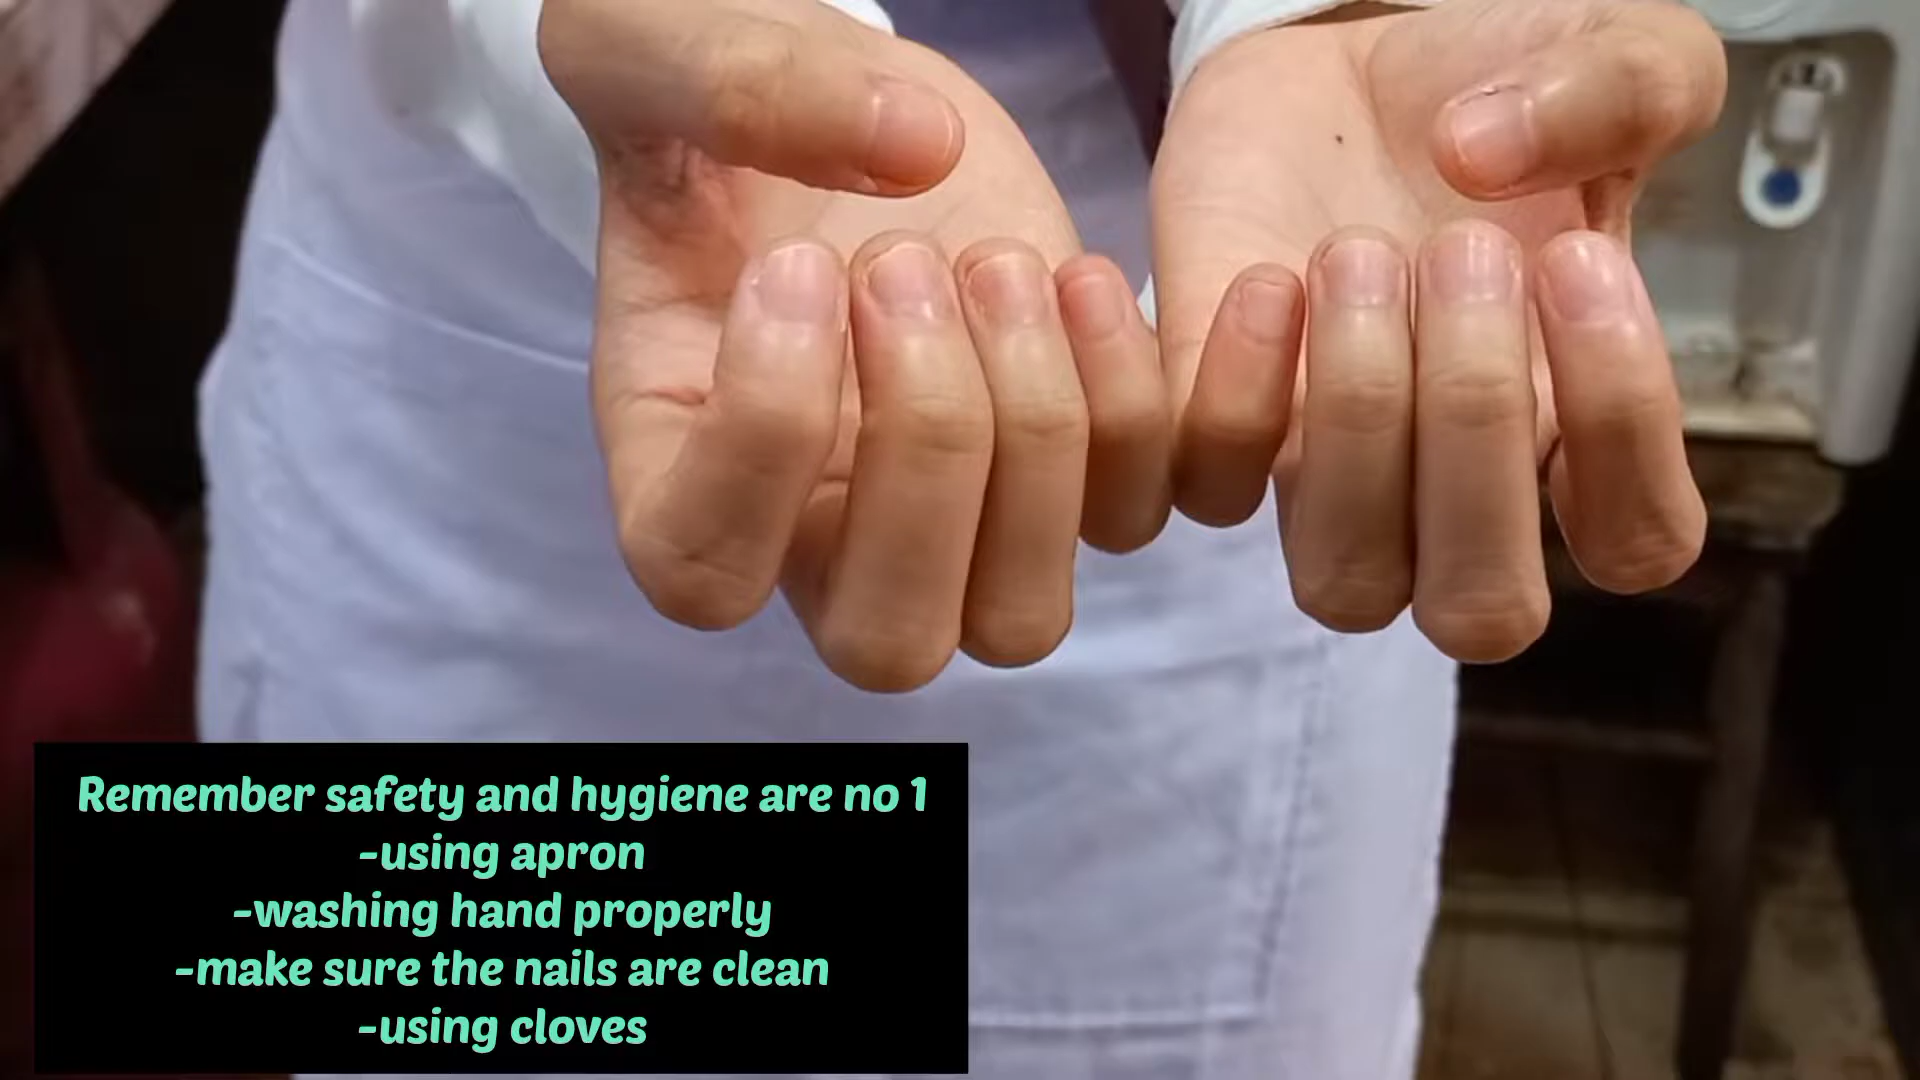 Remember safety and hygiene are no 1
-using apron
-washing hand properly
-make sure the nails are clean
-using cloves